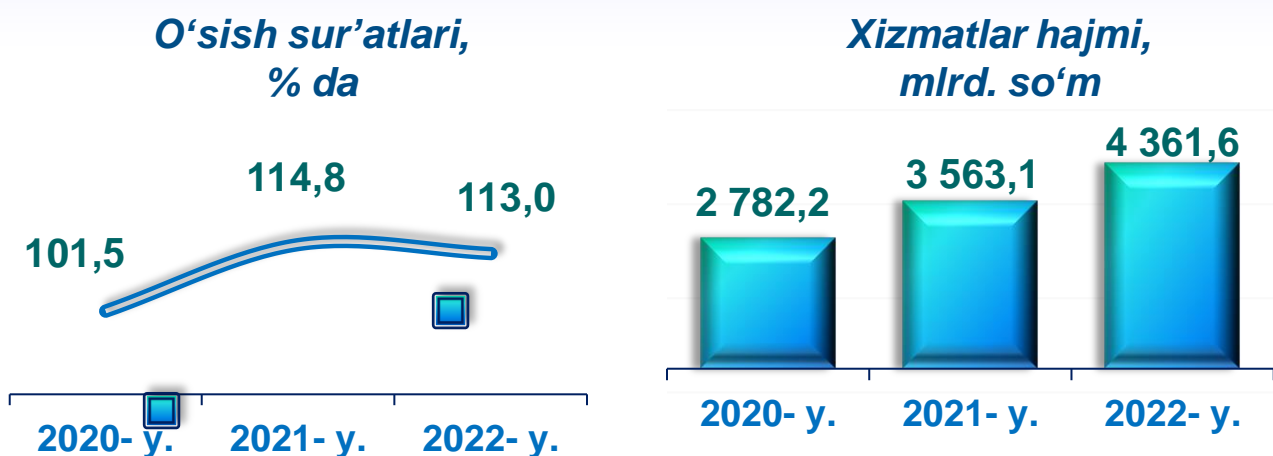 O‘sish sur’atlari,
% da
101,5
114,8
113,0
2020- y.
2021- y.
2022- y.
Xizmatlar hajmi,
mlrd. so‘m
2 782,2
3 563,1
4 361,6
2020- y.
2021- y.
2022- y.